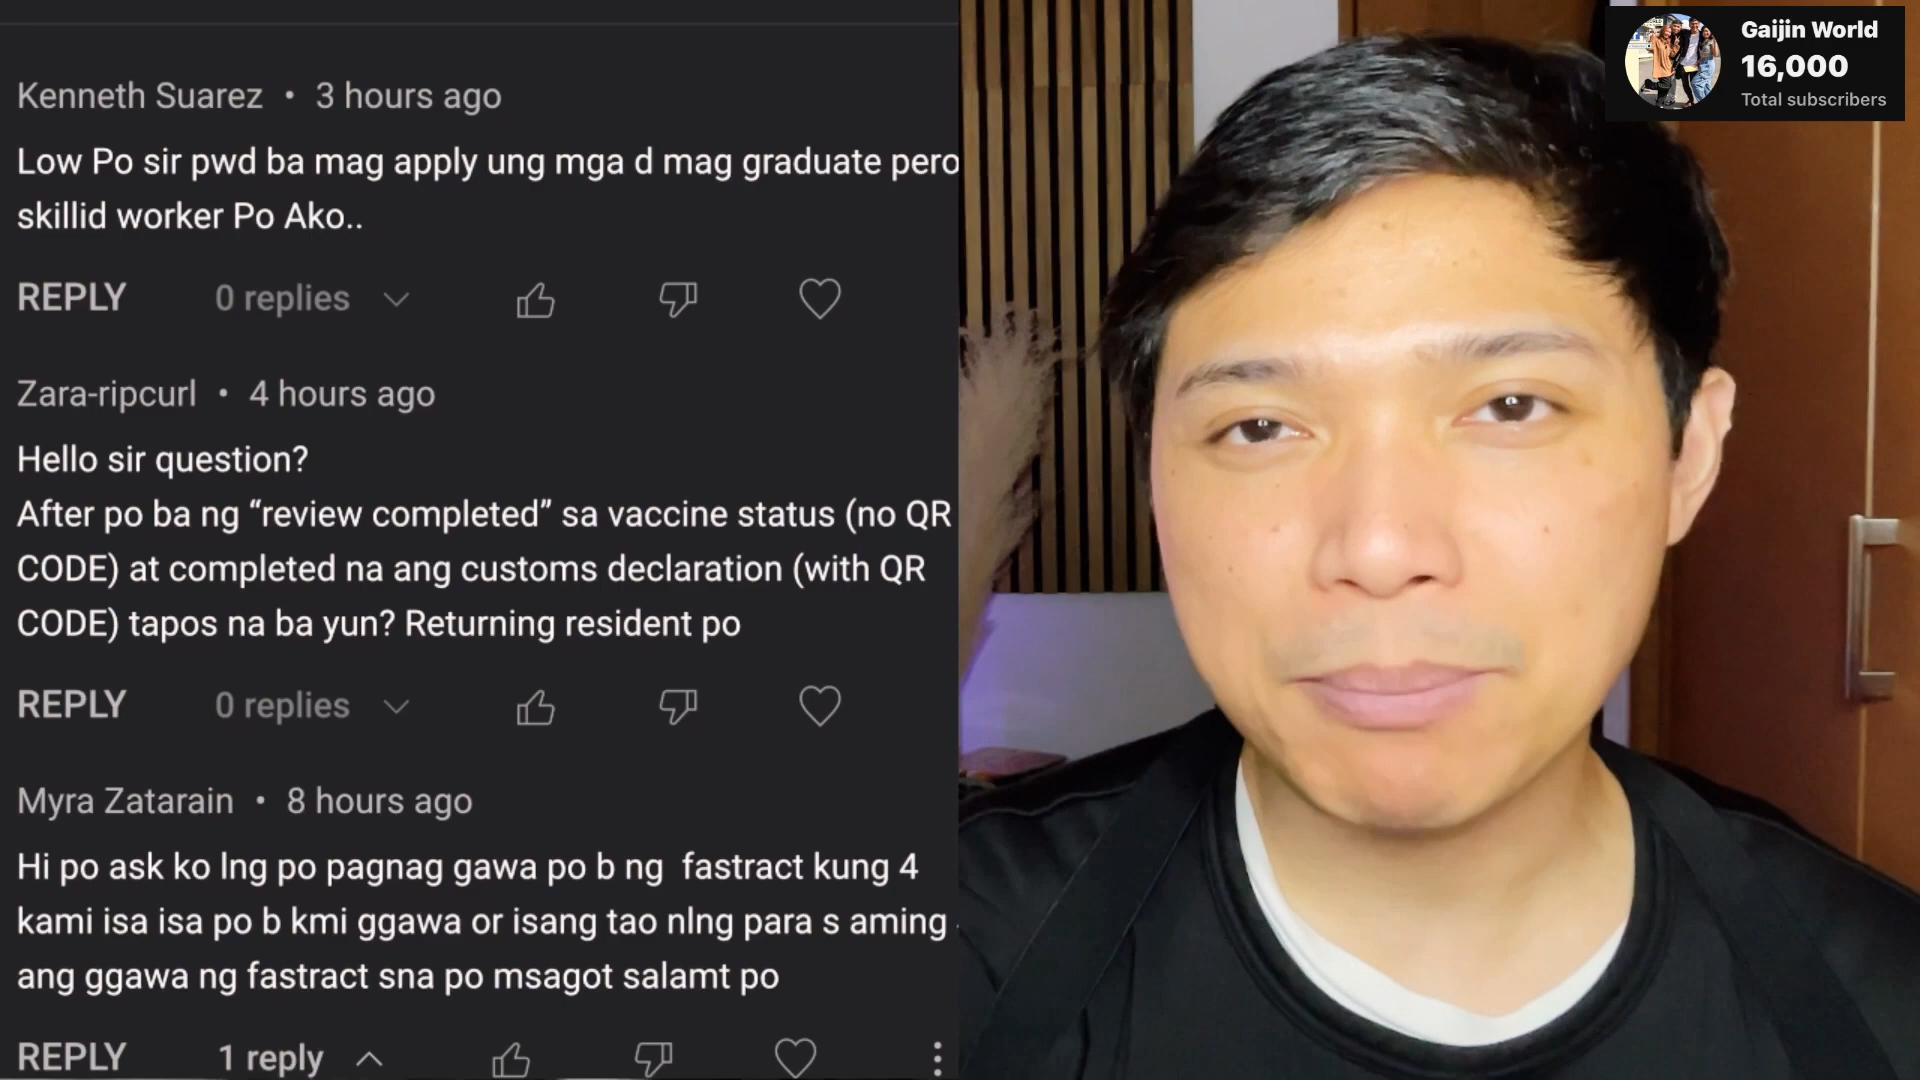 Kenneth Suarez • 3 hours ago
Low Po sir pwd ba mag apply ung mga d mag graduate pero
skillid worker Po Ako..
REPLY 0 replies
Zara-ripcurl • 4 hours ago
Hello sir question?
After po ba ng “review completed” sa vaccine status (no QR
CODE) at completed na ang customs declaration (with QR
CODE) tapos na ba yun? Returning resident po
REPLY 0 replies
Myra Zatarain • 8 hours ago
Hi po ask ko lng po pagnag gawa po b ng fastract kung 4
kami isa isa po b kmi ggawa or isang tao nlng para s aming
ang ggawa ng fastract sna po msagot salamt po
REPLY 1 reply
Gaijin World
16,000
Total subscribers